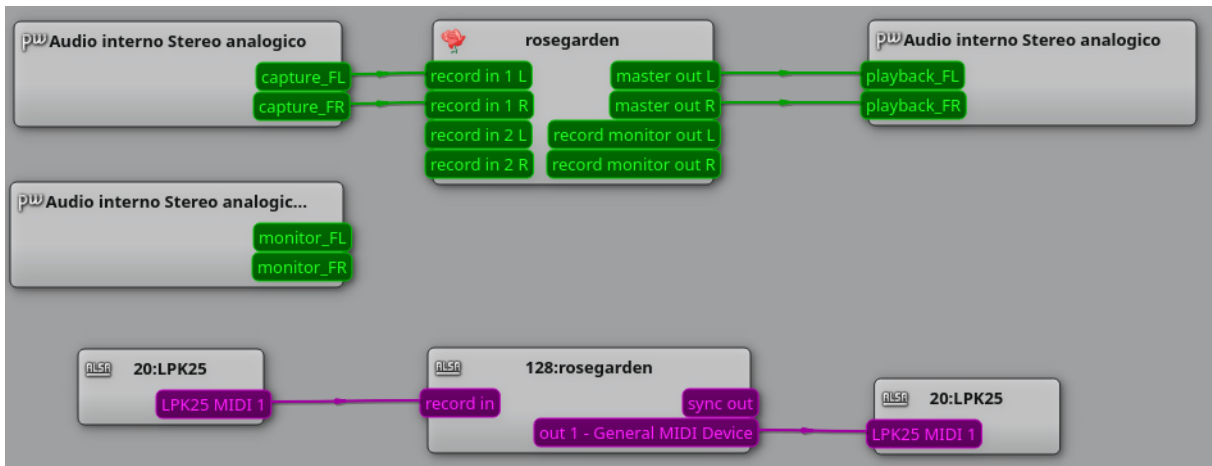 pw Audio interno Stereo analogico
capture_FL
capture_FR
rosegarden
record in 1 L
record in 1 R
record in 2 L
record in 2 R
master out L
master out R
record monitor out L
record monitor out R
pw Audio interno Stereo analogico
playback_FL
playback_FR
pw Audio interno Stereo analogic...
monitor_FL
monitor_FR
ALSA 20:LPK25
LPK25 MIDI 1
ALSA 128:rosegarden
record in
sync out
out 1 - General MIDI Device
ALSA 20:LPK25
LPK25 MIDI 1